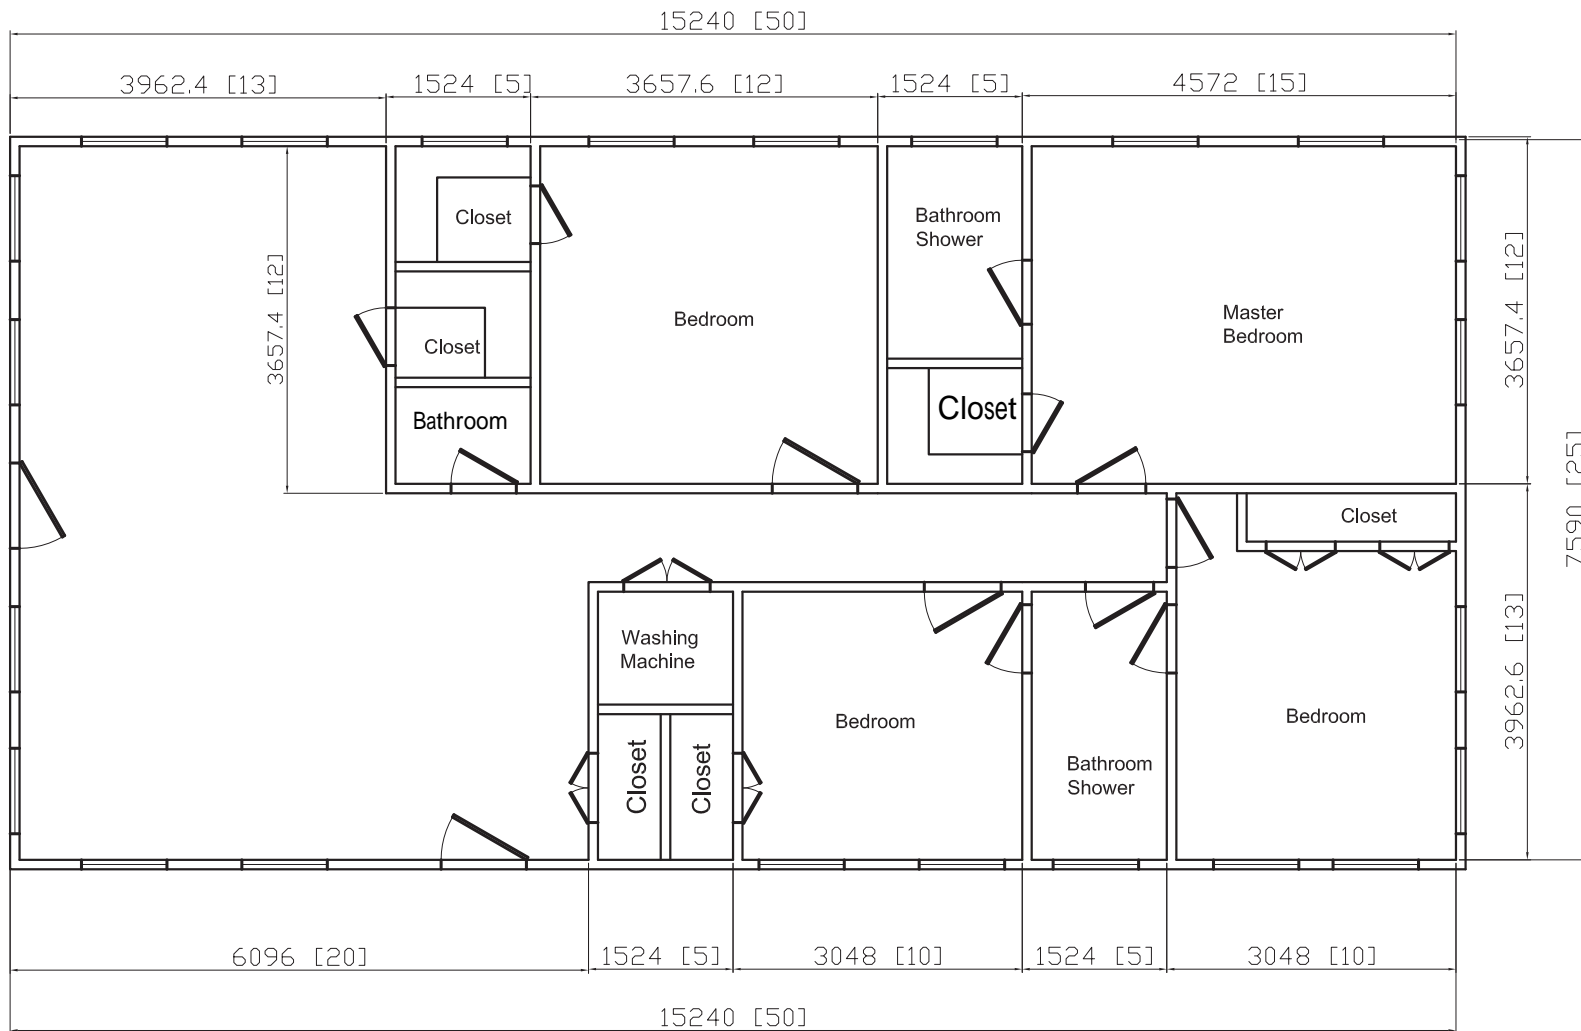 15240 [50]
3962.4 [13]
1524 [5]
3657.6 [12]
1524 [5]
4572 [15]
Closet
Bathroom
Shower
3657.4 [12]
3657.4 [12]
Bedroom
Master
Bedroom
Closet
Bathroom
Closet
7590 [25]
Closet
Washing
Machine
3962.6 [13]
Bedroom
Bedroom
Closet
Closet
Bathroom
Shower
6096 [20]
1524 [5]
3048 [10]
1524 [5]
3048 [10]
15240 [50]